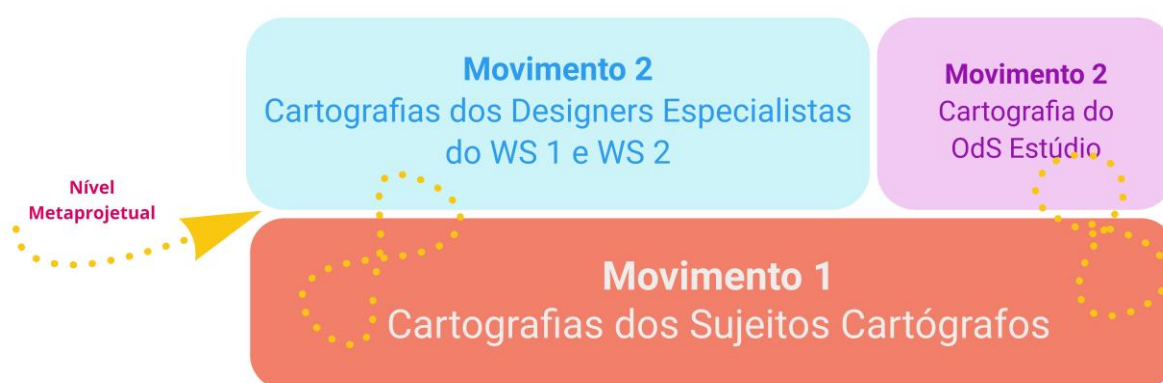 Movimento 2
Cartografias dos Designers Especialistas
do WS 1 e WS 2
Movimento 2
Cartografia do
OdS Estúdio
Nível
Metaprojetual
Movimento 1
Cartografias dos Sujeitos Cartógrafos